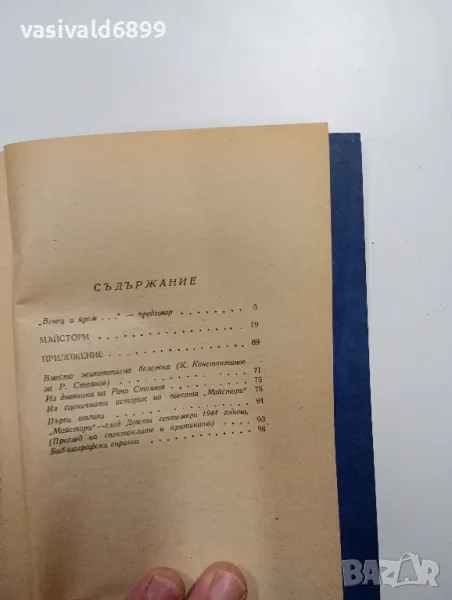 vasivald6899
СЪДЪРЖАНИЕ
„Венец и ярем ...“ — предговор . . . . . . . . 5
МАЙСТОРИ . . . . . . . . . . . . . . 19
ПРИЛОЖЕНИЕ . . . . . . . . . . . . . 69
Вместо животописна бележка (К. Константинов
за Р. Стоянов) . . . . . . . . . . . . . 71
Из дневника на Рачо Стоянов . . . . . . . . 75
Из сценичната история на пиесата „Майстори“ . 78
Първи отзиви . . . . . . . . . . . . . 84
„Майстори“ — след Девети септември 1944 година,
(Преглед на спектаклите и критиката) . . . . 93
Библиографска справка . . . . . . . . . . 98
Bazar